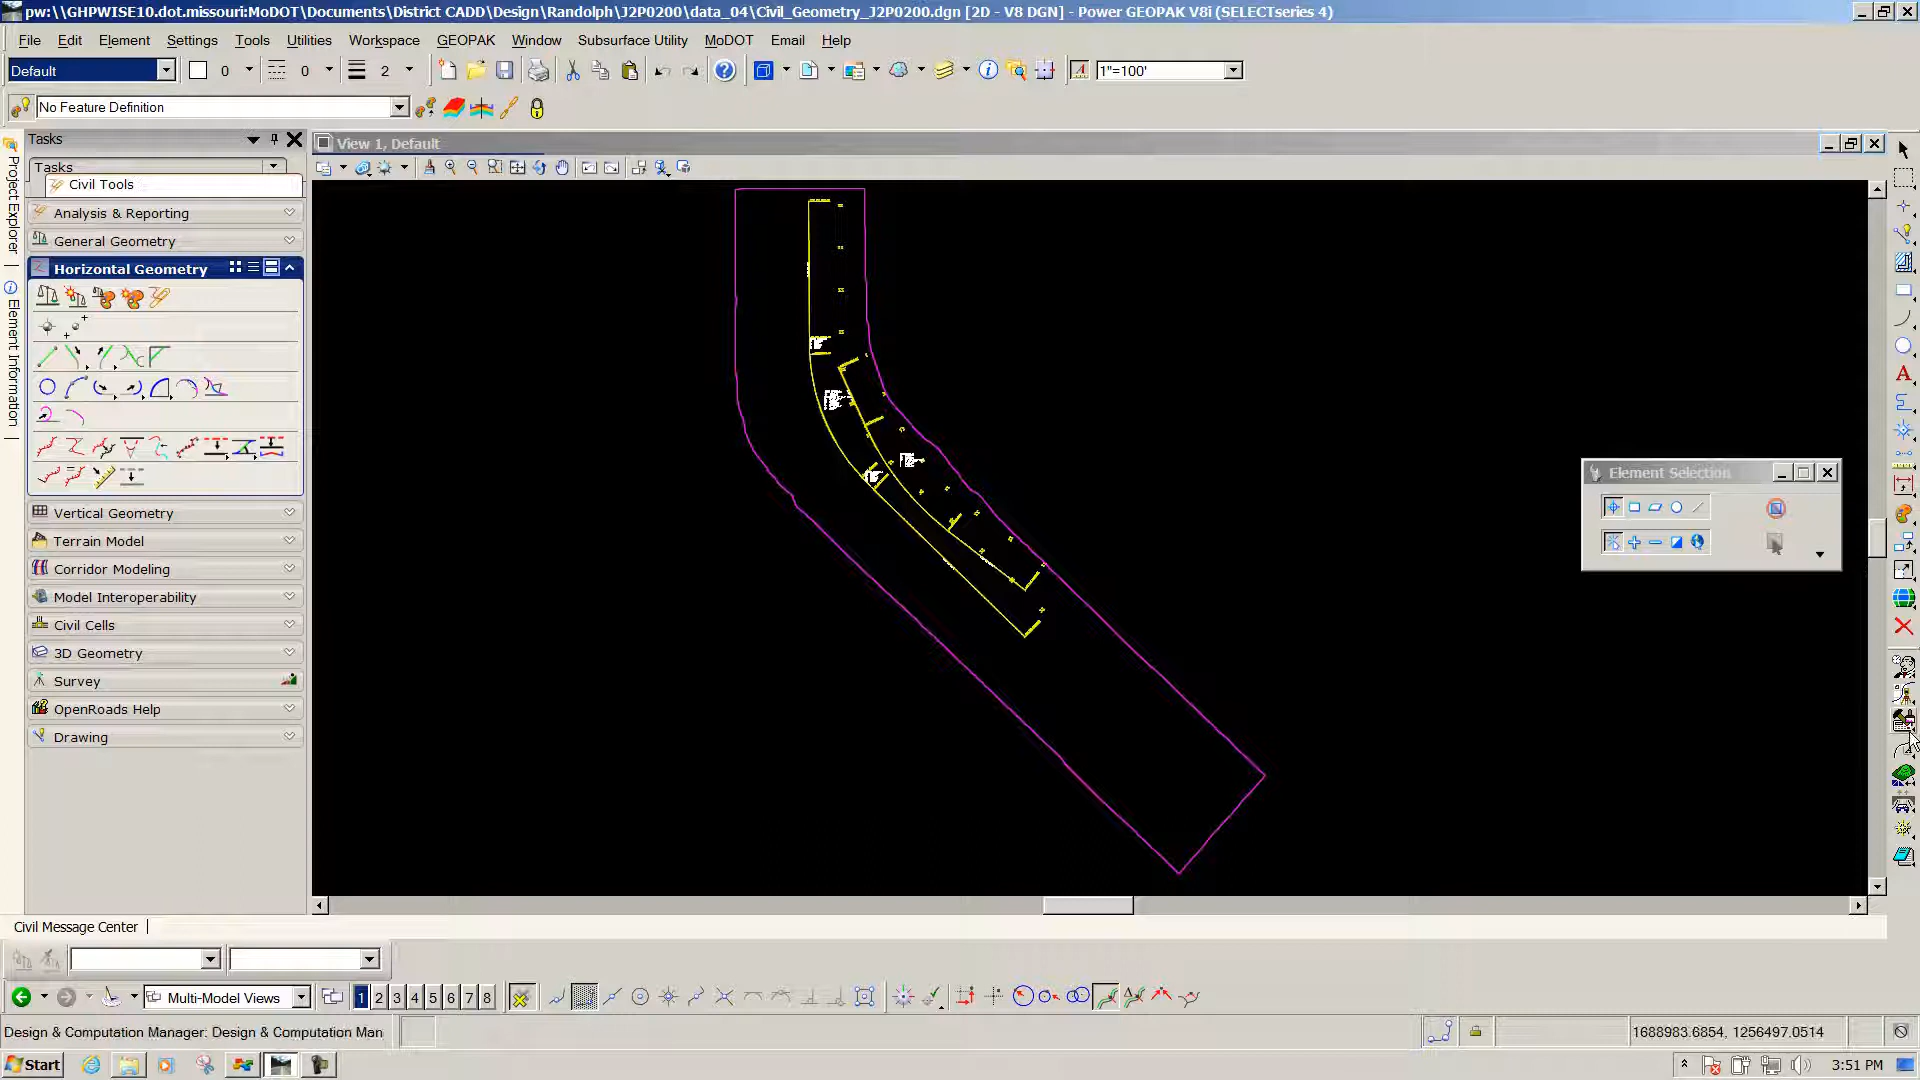 pw:\\GHPWISE10.dot.missouri:MoDOT\Documents\District CADD\Design\Randolph\J2P0200\data_04\Civil_Geometry_J2P0200.dgn [2D - V8 DGN] - Power GEOPAK V8i (SELECTseries 4)
File Edit Element Settings Tools Utilities Workspace GEOPAK Window Subsurface Utility MoDOT Email Help
Default 0 0 2 1"=100'
No Feature Definition
Tasks
View 1, Default
Tasks
Civil Tools
Analysis & Reporting
General Geometry
Horizontal Geometry
Vertical Geometry
Terrain Model
Corridor Modeling
Model Interoperability
Civil Cells
3D Geometry
Survey
OpenRoads Help
Drawing
Project Explorer
Element Information
Element Selection
Civil Message Center
Multi-Model Views 1 2 3 4 5 6 7 8
Design & Computation Manager: Design & Computation Man
1688983.6854, 1256497.0514
Start 3:51 PM